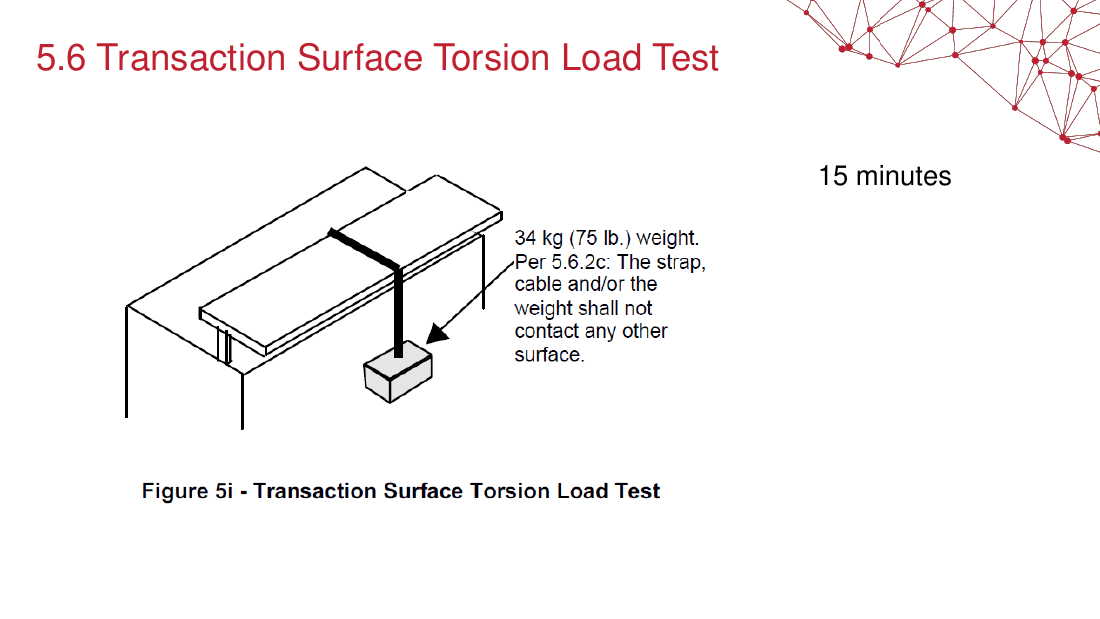 5.6 Transaction Surface Torsion Load Test
15 minutes
34 kg (75 lb.) weight.
Per 5.6.2c: The strap,
cable and/or the
weight shall not
contact any other
surface.
Figure 5i - Transaction Surface Torsion Load Test